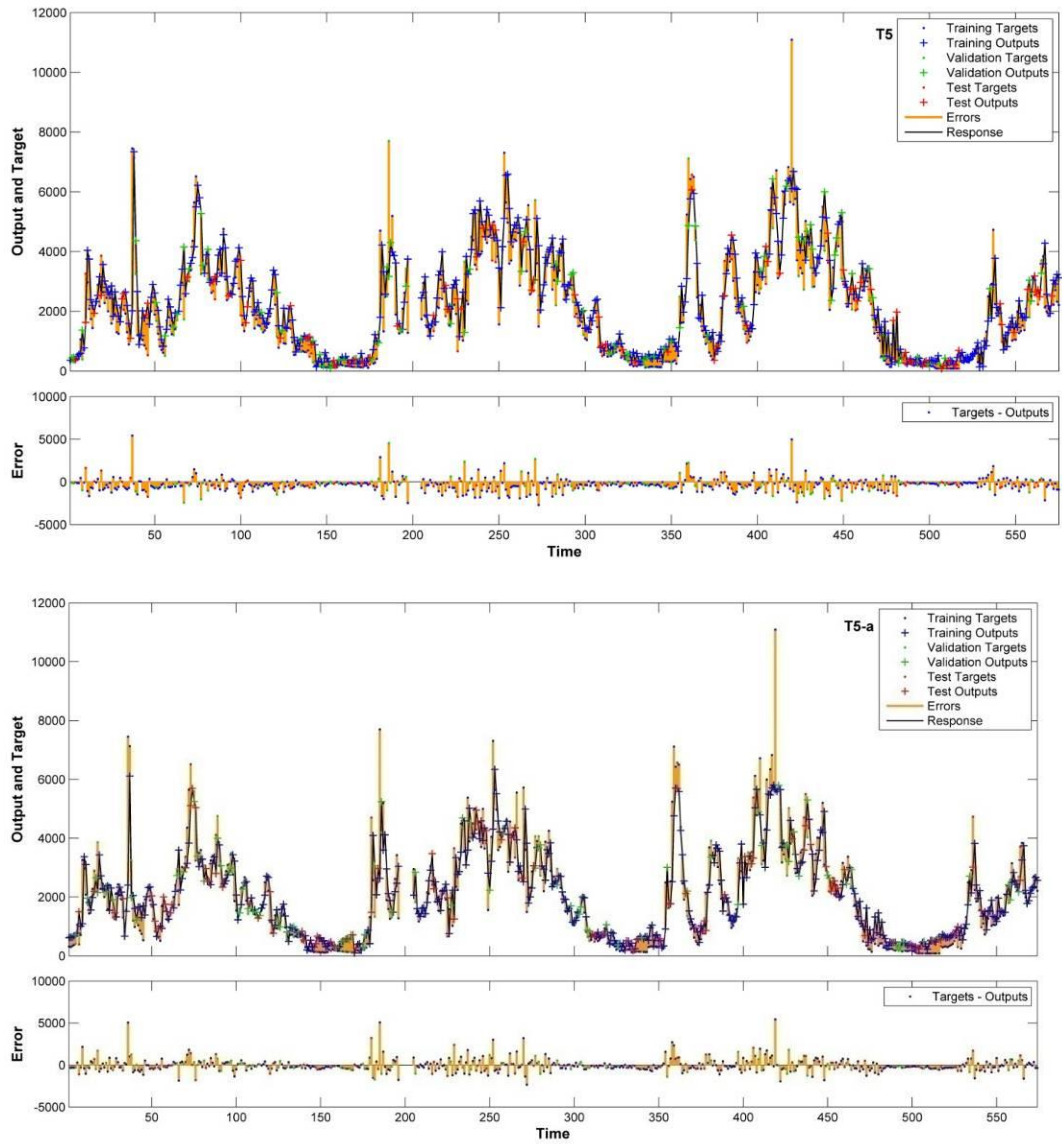 T5
Training Targets
Training Outputs
Validation Targets
Validation Outputs
Test Targets
Test Outputs
Errors
Response
Output and Target
12000
10000
8000
6000
4000
2000
0
Targets - Outputs
Error
10000
5000
0
-5000
50 100 150 200 250 300 350 400 450 500 550
Time
T5-a
Training Targets
Training Outputs
Validation Targets
Validation Outputs
Test Targets
Test Outputs
Errors
Response
Output and Target
12000
10000
8000
6000
4000
2000
0
Targets - Outputs
Error
10000
5000
0
-5000
50 100 150 200 250 300 350 400 450 500 550
Time